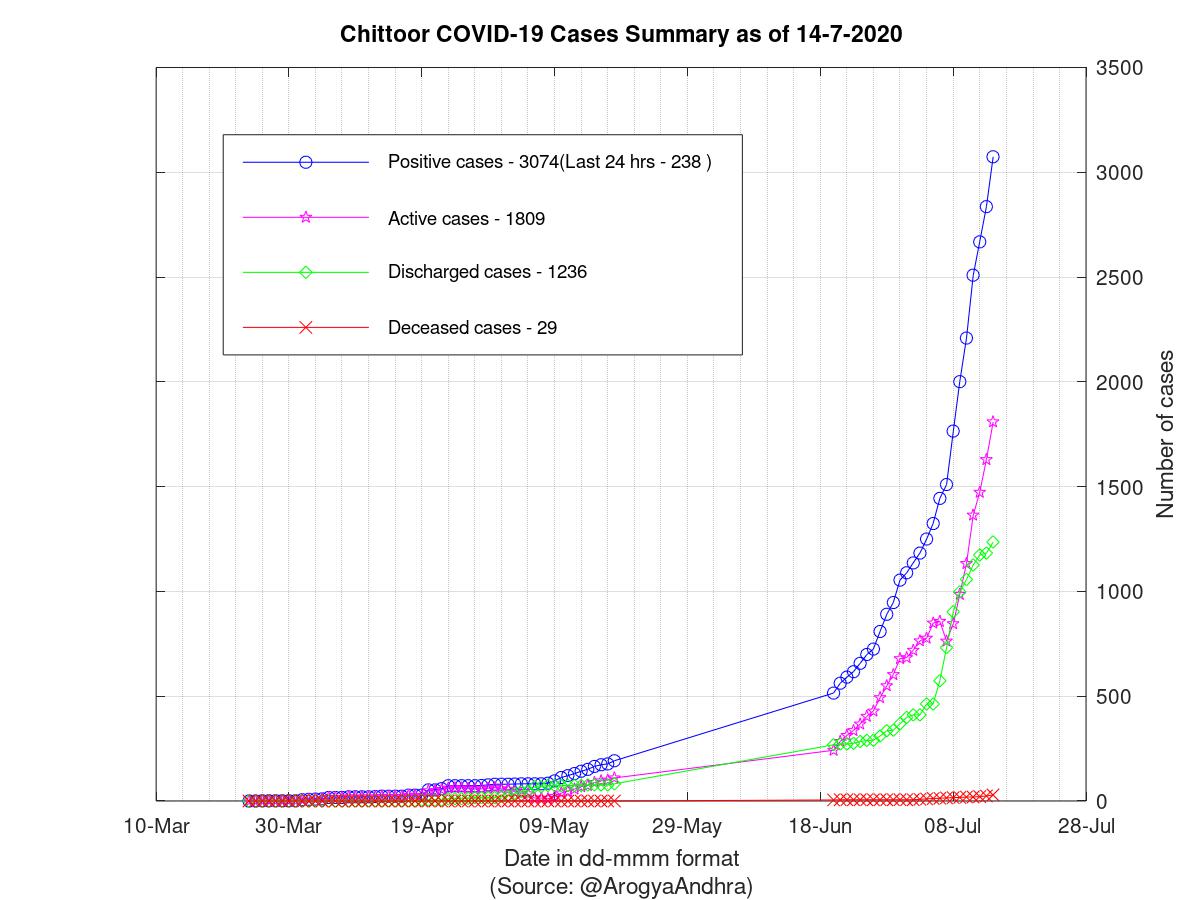 Chittoor COVID-19 Cases Summary as of 14-7-2020
Positive cases - 3074(Last 24 hrs - 238 )
Active cases - 1809
Discharged cases - 1236
Deceased cases - 29
3500
3000
2500
2000
1500
1000
500
0
Number of cases
10-Mar
30-Mar
19-Apr
09-May
29-May
18-Jun
08-Jul
28-Jul
Date in dd-mmm format
(Source: @ArogyaAndhra)